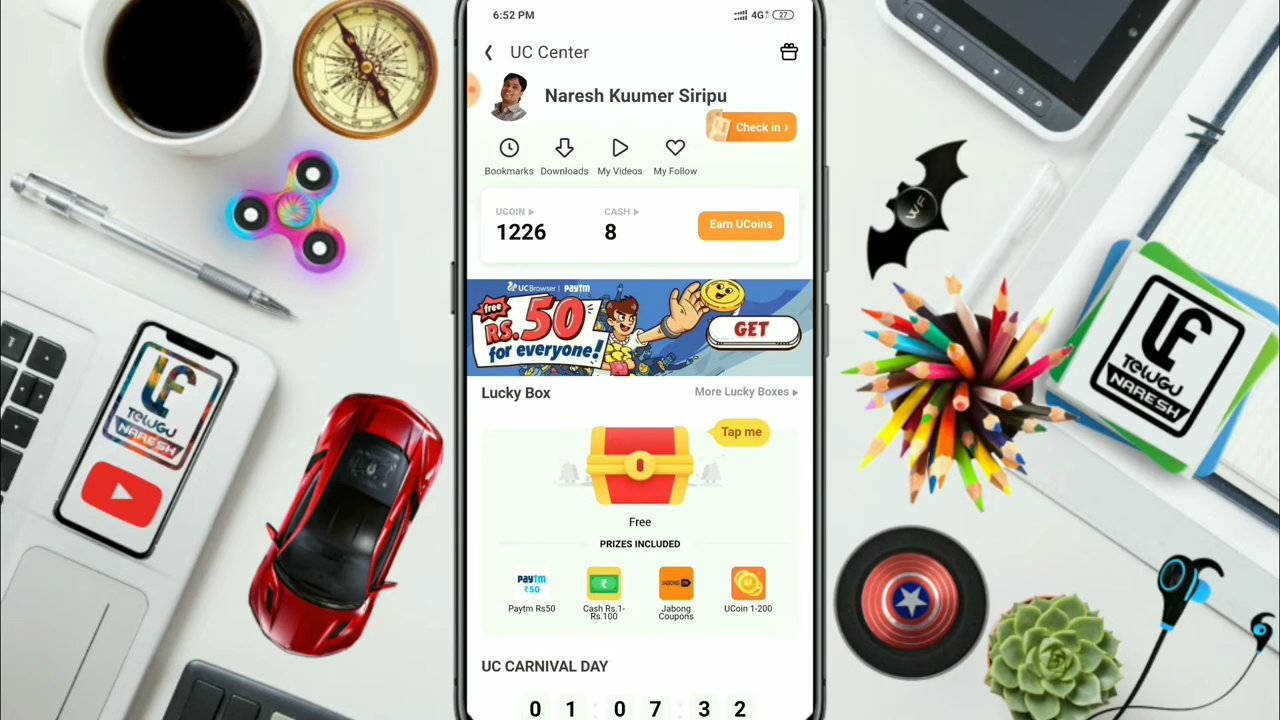 6:52 PM
4G+ 27
UC Center
Naresh Kuumer Siripu
Check in ›
Bookmarks Downloads My Videos My Follow
UCOIN CASH
1226 8
Earn UCoins
UCBrowser | Paytm
free
RS.50
for everyone!
GET
Lucky Box
More Lucky Boxes
Tap me
Free
PRIZES INCLUDED
Paytm
₹50
JABONG
Paytm Rs50
Cash Rs.1-
Rs.100
Jabong
Coupons
UCoin 1-200
UC CARNIVAL DAY
0 1 : 0 7 : 3 2
TELUGU
NARESH
WF
TELUGU
NARESH